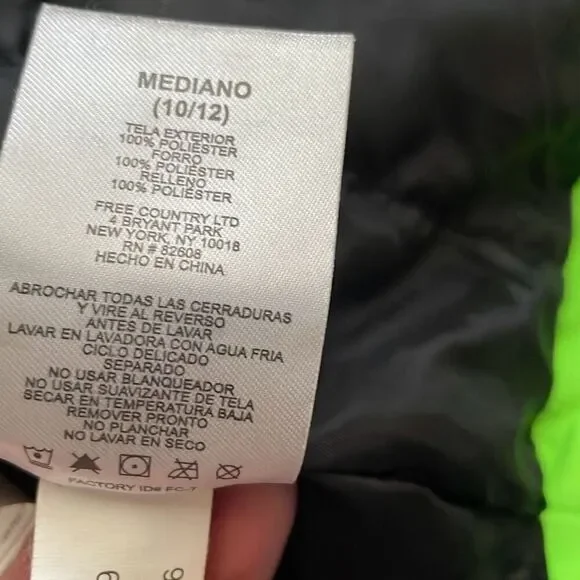 MEDIANO
(10/12)
TELA EXTERIOR
100% POLIÉSTER
FORRO
100% POLIÉSTER
RELLENO
100% POLIÉSTER
FREE COUNTRY LTD
4 BRYANT PARK
NEW YORK, NY 10018
RN # 82608
HECHO EN CHINA
ABROCHAR TODAS LAS CERRADURAS
Y VIRE AL REVERSO
ANTES DE LAVAR
LAVAR EN LAVADORA CON AGUA FRIA
CICLO DELICADO
SEPARADO
NO USAR BLANQUEADOR
NO USAR SUAVIZANTE DE TELA
SECAR EN TEMPERATURA BAJA
REMOVER PRONTO
NO PLANCHAR
NO LAVAR EN SECO
FACTORY ID# FC-7